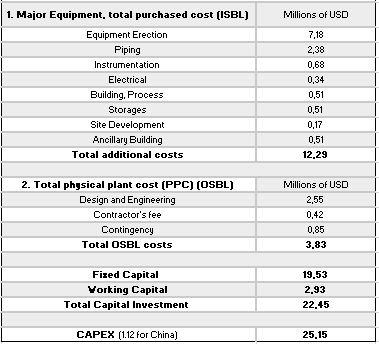 1. Major Equipment, total purchased cost (ISBL) Millions of USD
Equipment Erection 7,18
Piping 2,38
Instrumentation 0,68
Electrical 0,34
Building, Process 0,51
Storages 0,51
Site Development 0,17
Ancillary Building 0,51
Total additional costs 12,29
2. Total physical plant cost (PPC) (OSBL) Millions of USD
Design and Engineering 2,55
Contractor's fee 0,42
Contingency 0,85
Total OSBL costs 3,83
Fixed Capital 19,53
Working Capital 2,93
Total Capital Investment 22,45
CAPEX (1.12 for China) 25,15